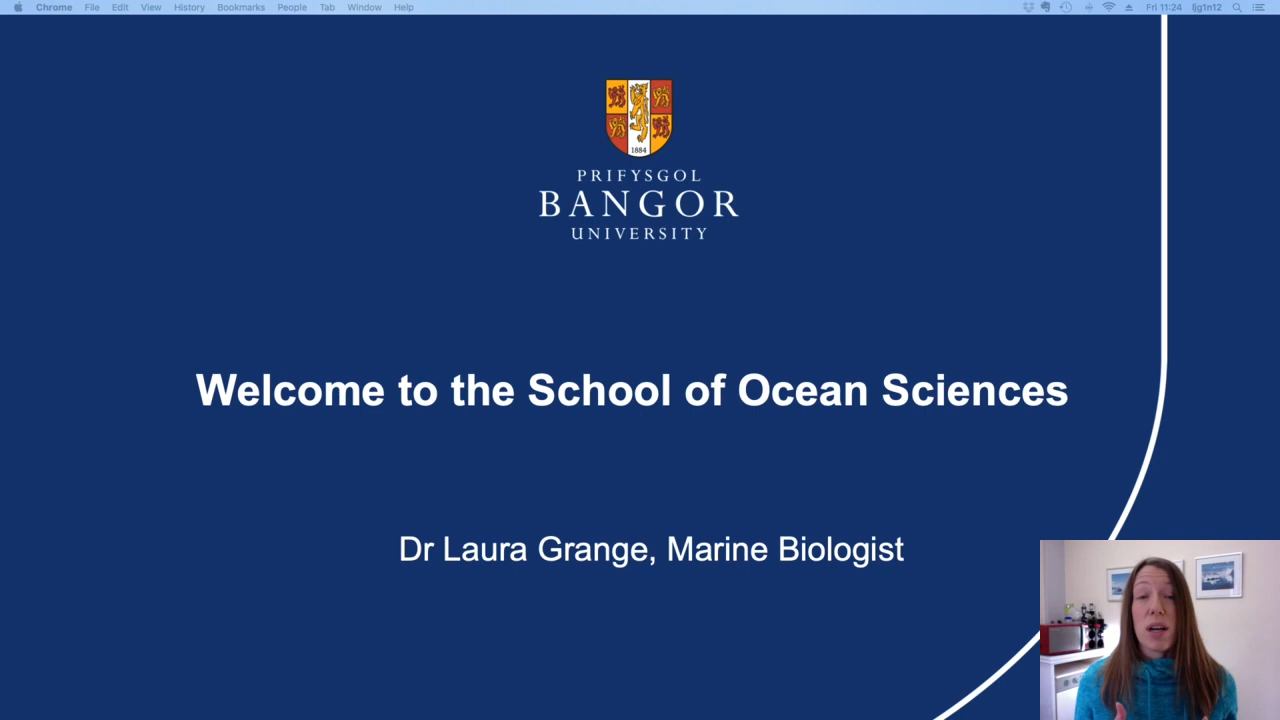 Chrome File Edit View History Bookmarks People Tab Window Help Fri 11:24 ljg1n12
1884
PRIFYSGOL
BANGOR
UNIVERSITY
Welcome to the School of Ocean Sciences
Dr Laura Grange, Marine Biologist